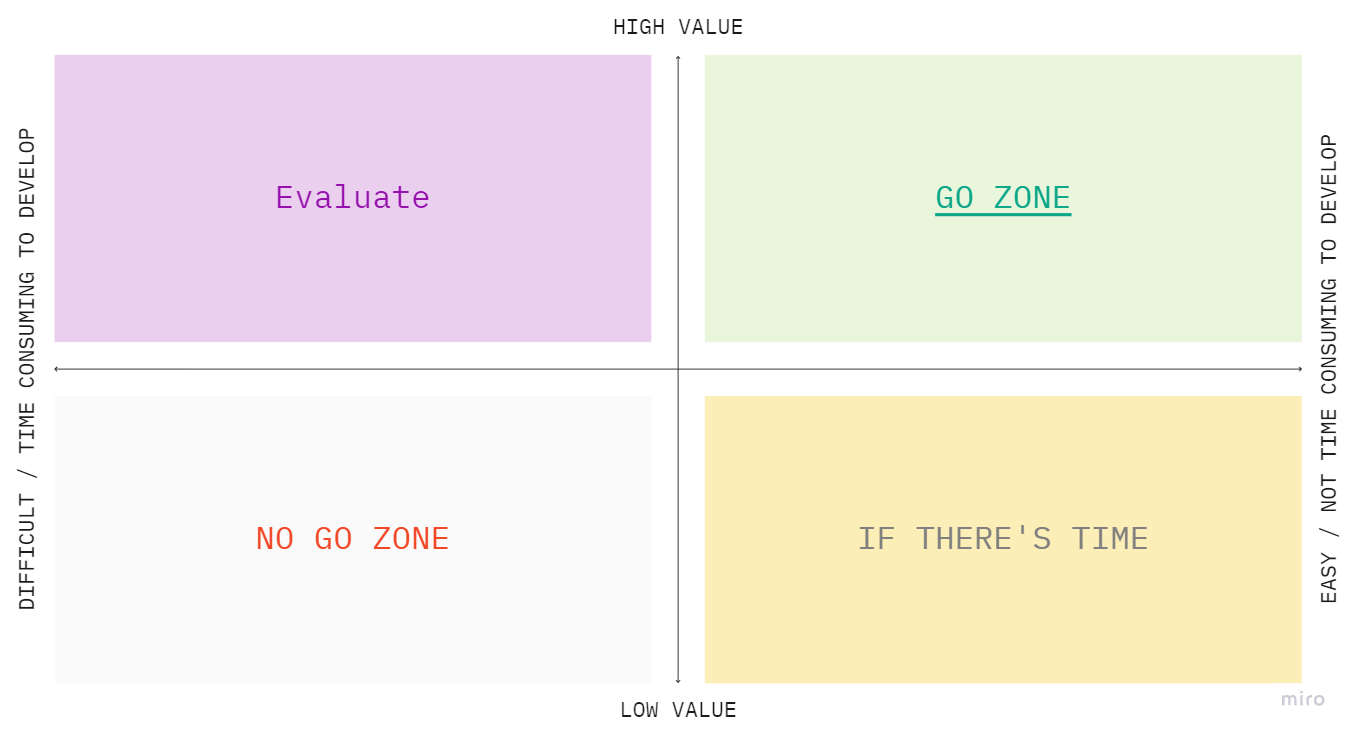 HIGH VALUE
DIFFICULT / TIME CONSUMING TO DEVELOP
Evaluate
GO ZONE
EASY / NOT TIME CONSUMING TO DEVELOP
NO GO ZONE
IF THERE'S TIME
LOW VALUE
miro